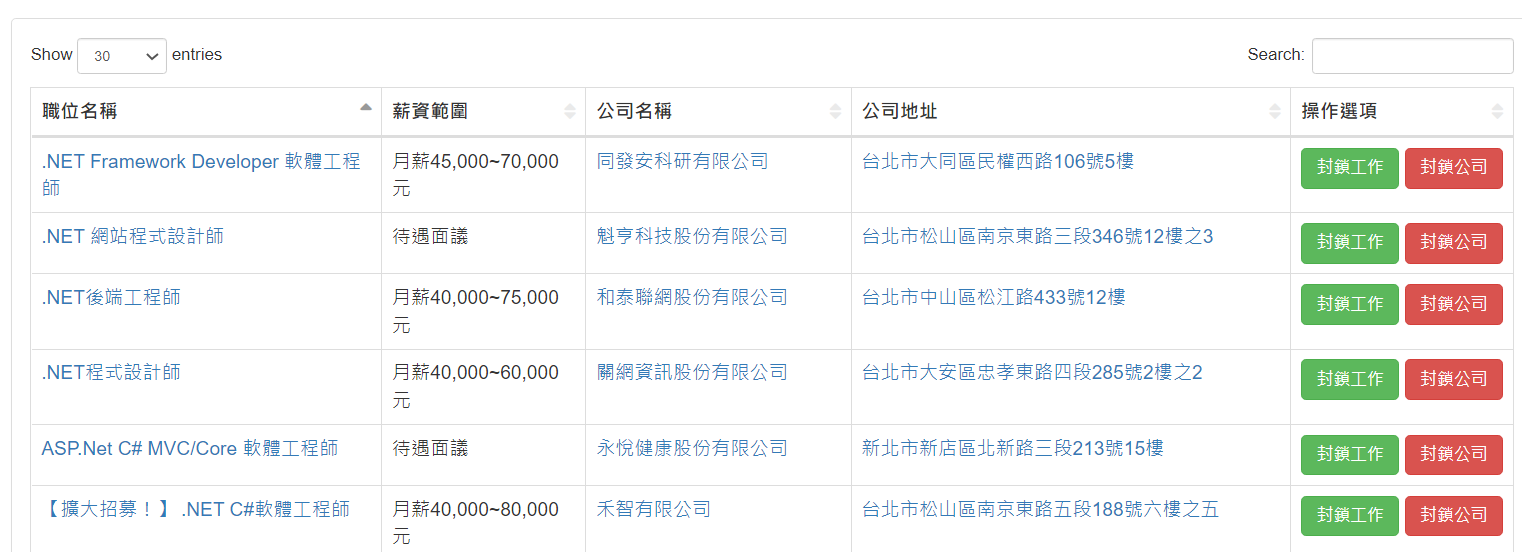 Show 30 entries Search:
職位名稱 薪資範圍 公司名稱 公司地址 操作選項
.NET Framework Developer 軟體工程 月薪45,000~70,000 同發安科研有限公司 台北市大同區民權西路106號5樓 封鎖工作 封鎖公司
師 元
.NET 網站程式設計師 待遇面議 魁亨科技股份有限公司 台北市松山區南京東路三段346號12樓之3 封鎖工作 封鎖公司
.NET後端工程師 月薪40,000~75,000 和泰聯網股份有限公司 台北市中山區松江路433號12樓 封鎖工作 封鎖公司
元
.NET程式設計師 月薪40,000~60,000 關網資訊股份有限公司 台北市大安區忠孝東路四段285號2樓之2 封鎖工作 封鎖公司
元
ASP.Net C# MVC/Core 軟體工程師 待遇面議 永悅健康股份有限公司 新北市新店區北新路三段213號15樓 封鎖工作 封鎖公司
【擴大招募！】 .NET C#軟體工程師 月薪40,000~80,000 禾智有限公司 台北市松山區南京東路五段188號六樓之五 封鎖工作 封鎖公司
元